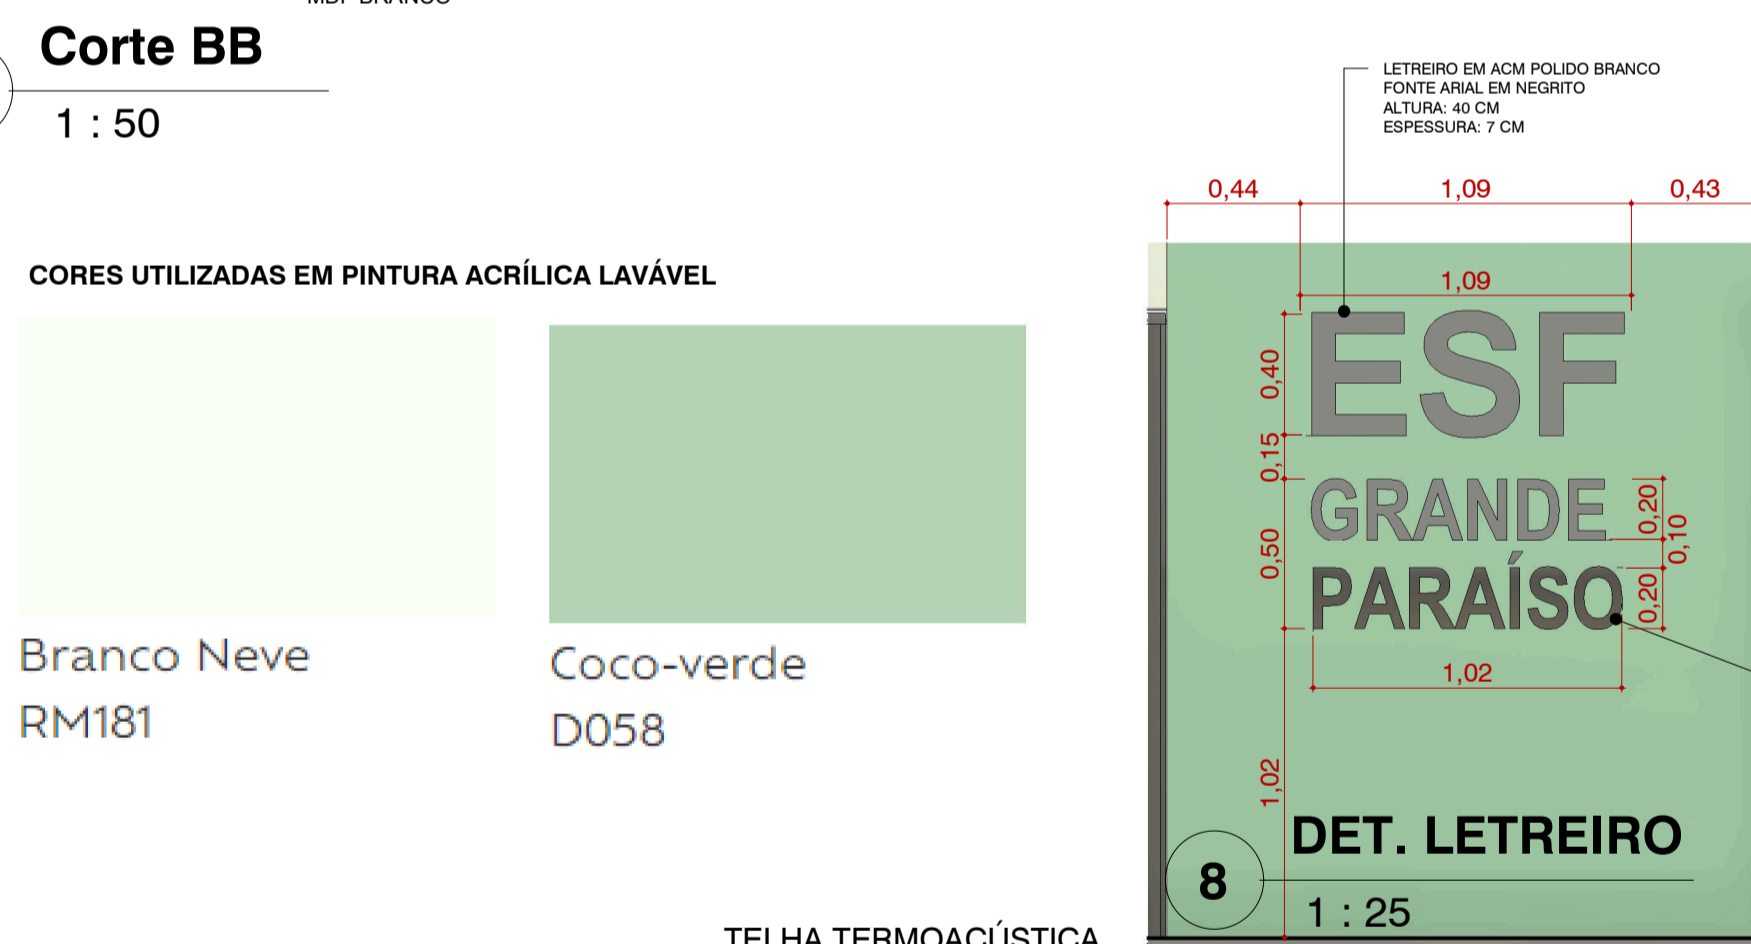 MDF BRANCO
Corte BB
1 : 50
CORES UTILIZADAS EM PINTURA ACRÍLICA LAVÁVEL
Branco Neve
RM181
Coco-verde
D058
LETREIRO EM ACM POLIDO BRANCO
FONTE ARIAL EM NEGRITO
ALTURA: 40 CM
ESPESSURA: 7 CM
0,44
1,09
0,43
1,09
ESF
0,40
0,15
GRANDE
0,20
0,10
0,50
PARAÍSO
0,20
1,02
1,02
DET. LETREIRO
8
1 : 25
TELHA TERMOACÚSTICA